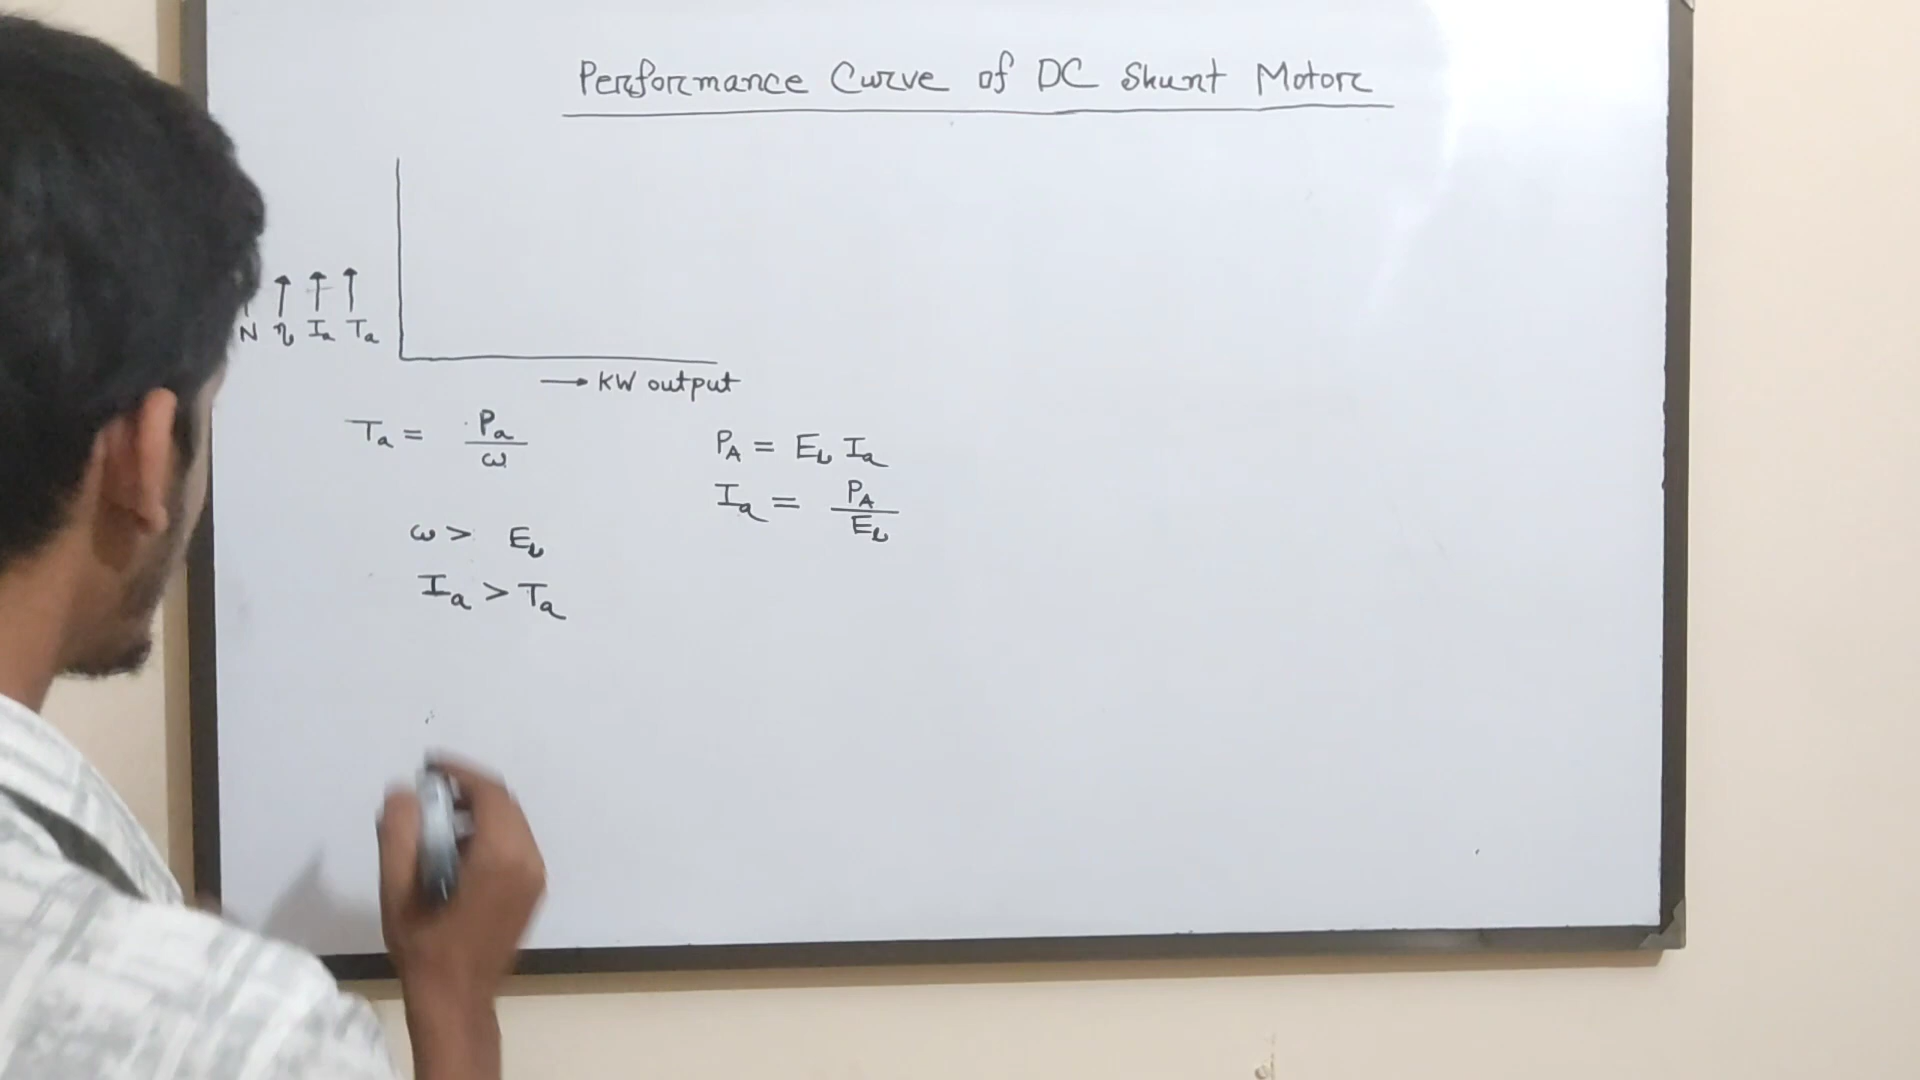 Performance Curve of DC Shunt Motor
N η Ia Ta
→ KW output
Ta = Pa / ω
PA = Eb Ia
Ia = PA / Eb
ω > Eb
Ia > Ta